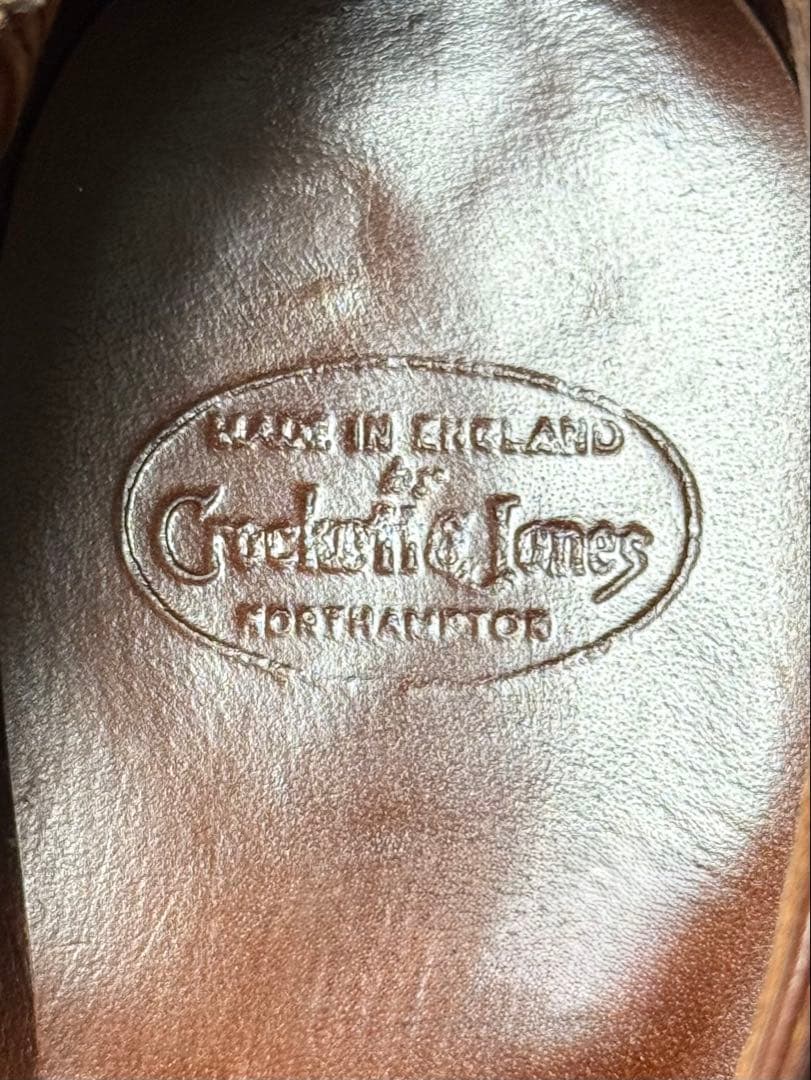 MADE IN ENGLAND
by
Crockett & Jones
NORTHAMPTON